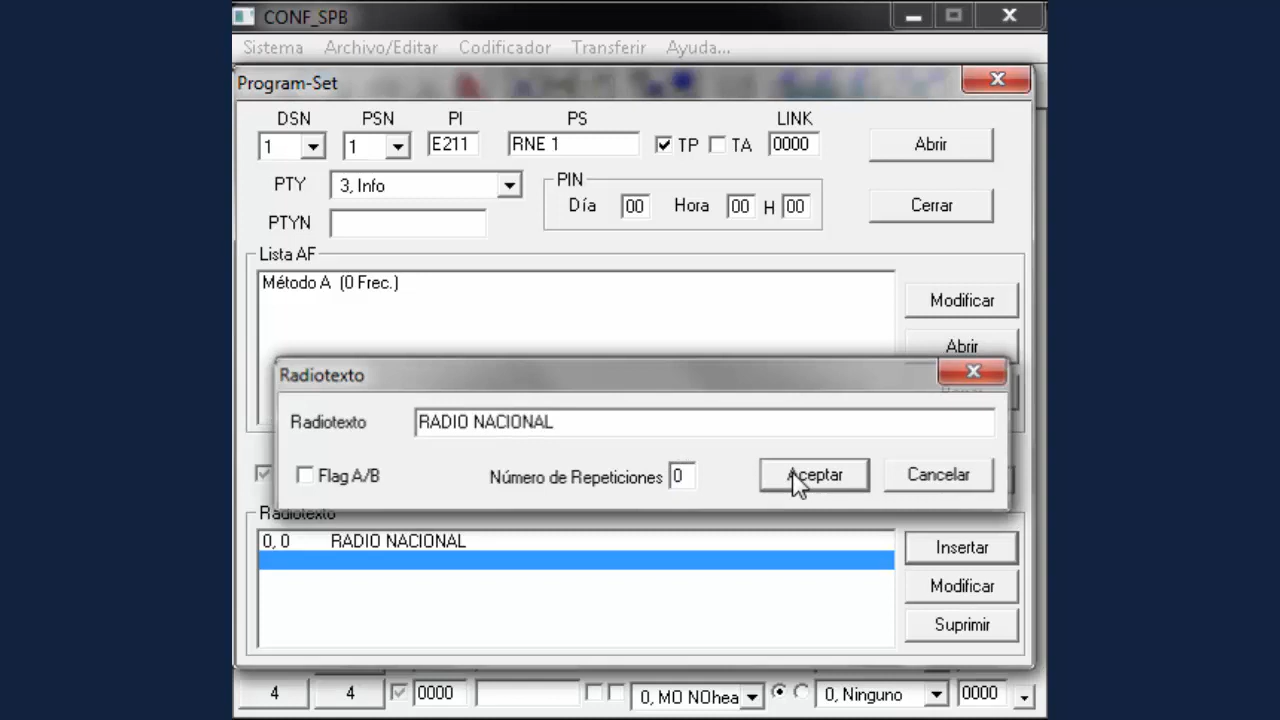 CONF_SPB
Sistema Archivo/Editar Codificador Transferir Ayuda...
Program-Set
DSN PSN PI PS LINK
1 1 E211 RNE 1 TP TA 0000 Abrir
PTY 3, Info PIN
Día 00 Hora 00 H 00 Cerrar
PTYN
Lista AF
Método A (0 Frec.)
Modificar
Abrir
Radiotexto
Radiotexto RADIO NACIONAL
Flag A/B Número de Repeticiones 0 Aceptar Cancelar
Radiotexto
0, 0 RADIO NACIONAL Insertar
Modificar
Suprimir
4 4 0000 0, MO NOhea 0, Ninguno 0000